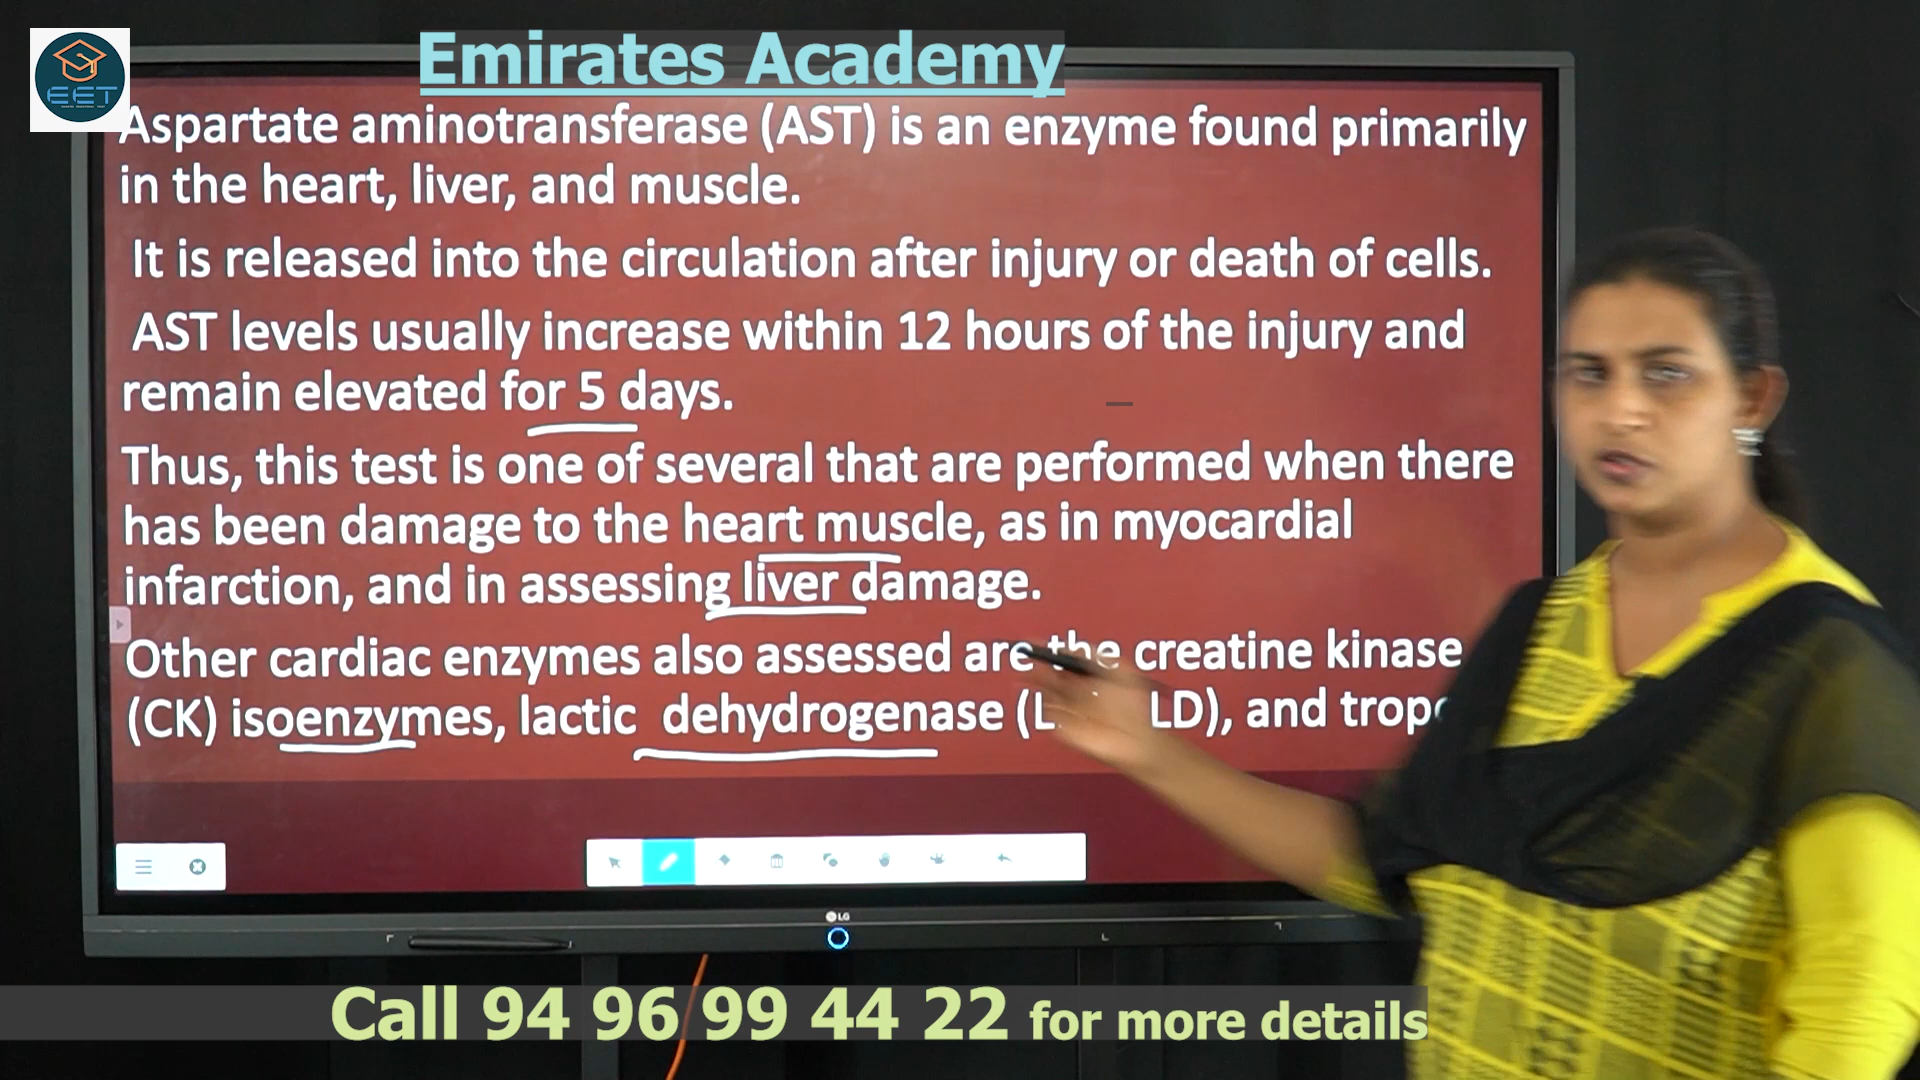 Emirates Academy
EET
Aspartate aminotransferase (AST) is an enzyme found primarily
in the heart, liver, and muscle.
It is released into the circulation after injury or death of cells.
AST levels usually increase within 12 hours of the injury and
remain elevated for 5 days.
Thus, this test is one of several that are performed when there
has been damage to the heart muscle, as in myocardial
infarction, and in assessing liver damage.
Other cardiac enzymes also assessed are the creatine kinase
(CK) isoenzymes, lactic dehydrogenase LD), and
LG
Call 94 96 99 44 22 for more details